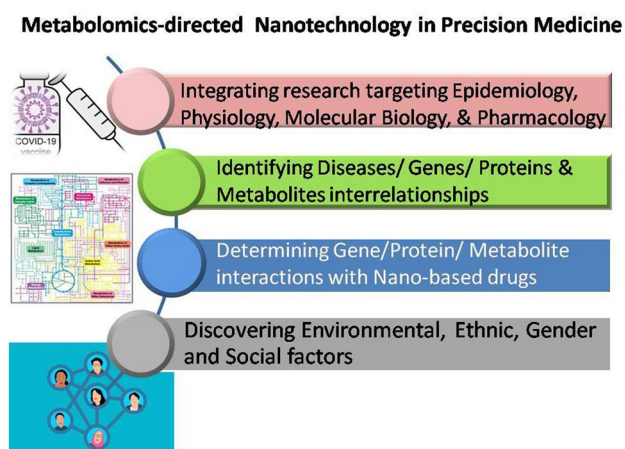 Metabolomics-directed Nanotechnology in Precision Medicine
Integrating research targeting Epidemiology,
Physiology, Molecular Biology, & Pharmacology
COVID-19
vaccine
Identifying Diseases/ Genes/ Proteins &
Metabolites interrelationships
Determining Gene/Protein/ Metabolite
interactions with Nano-based drugs
Discovering Environmental, Ethnic, Gender
and Social factors